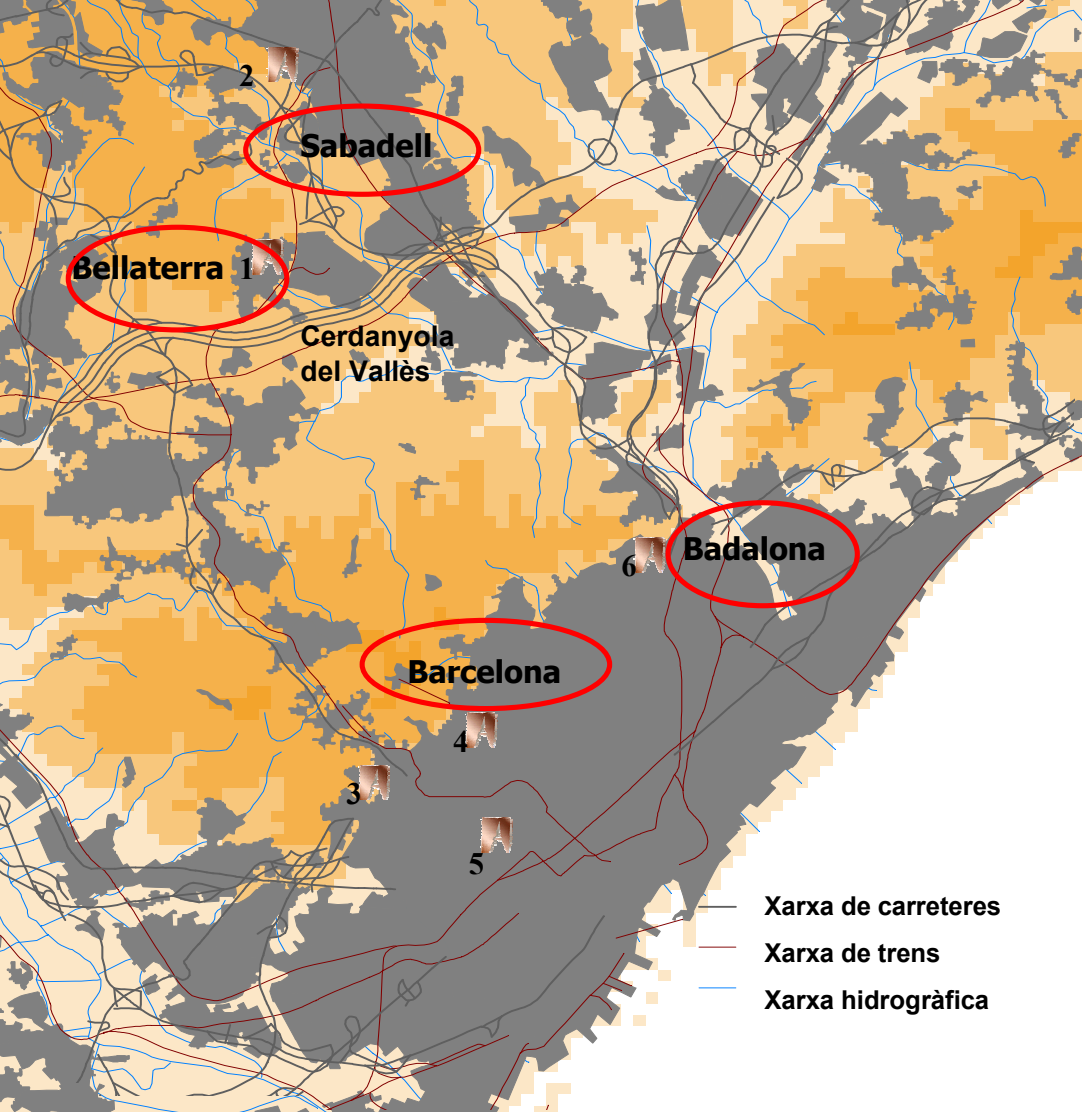 2
Sabadell
Bellaterra 1
Cerdanyola
del Vallès
6
Badalona
Barcelona
4
3
5
Xarxa de carreteres
Xarxa de trens
Xarxa hidrogràfica